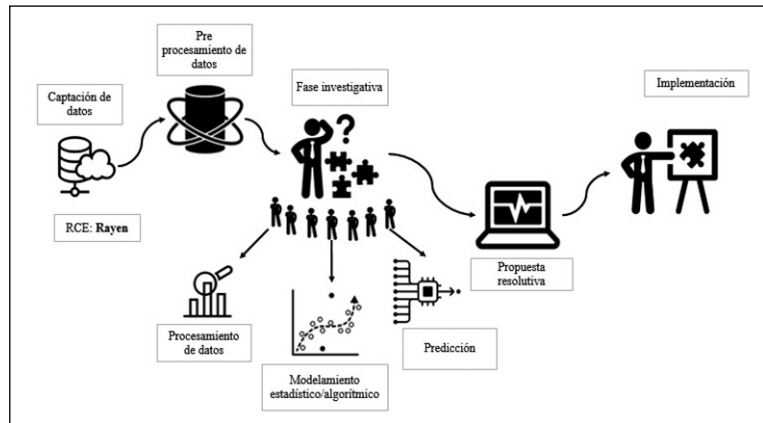 Captación de
datos
RCE: Rayen
Pre
procesamiento de
datos
Fase investigativa
?
Procesamiento
de datos
Modelamiento
estadístico/algorítmico
Predicción
Propuesta
resolutiva
Implementación